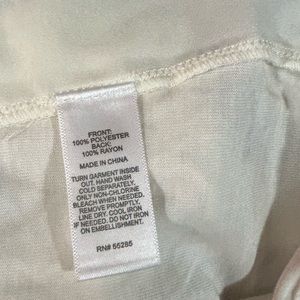 FRONT:
100% POLYESTER
BACK:
100% RAYON
MADE IN CHINA
TURN GARMENT INSIDE
OUT. HAND WASH
COLD SEPARATELY.
ONLY NON-CHLORINE
BLEACH WHEN NEEDED.
REMOVE PROMPTLY.
LINE DRY. COOL IRON
IF NEEDED. DO NOT IRON
ON EMBELLISHMENT.
RN# 55285